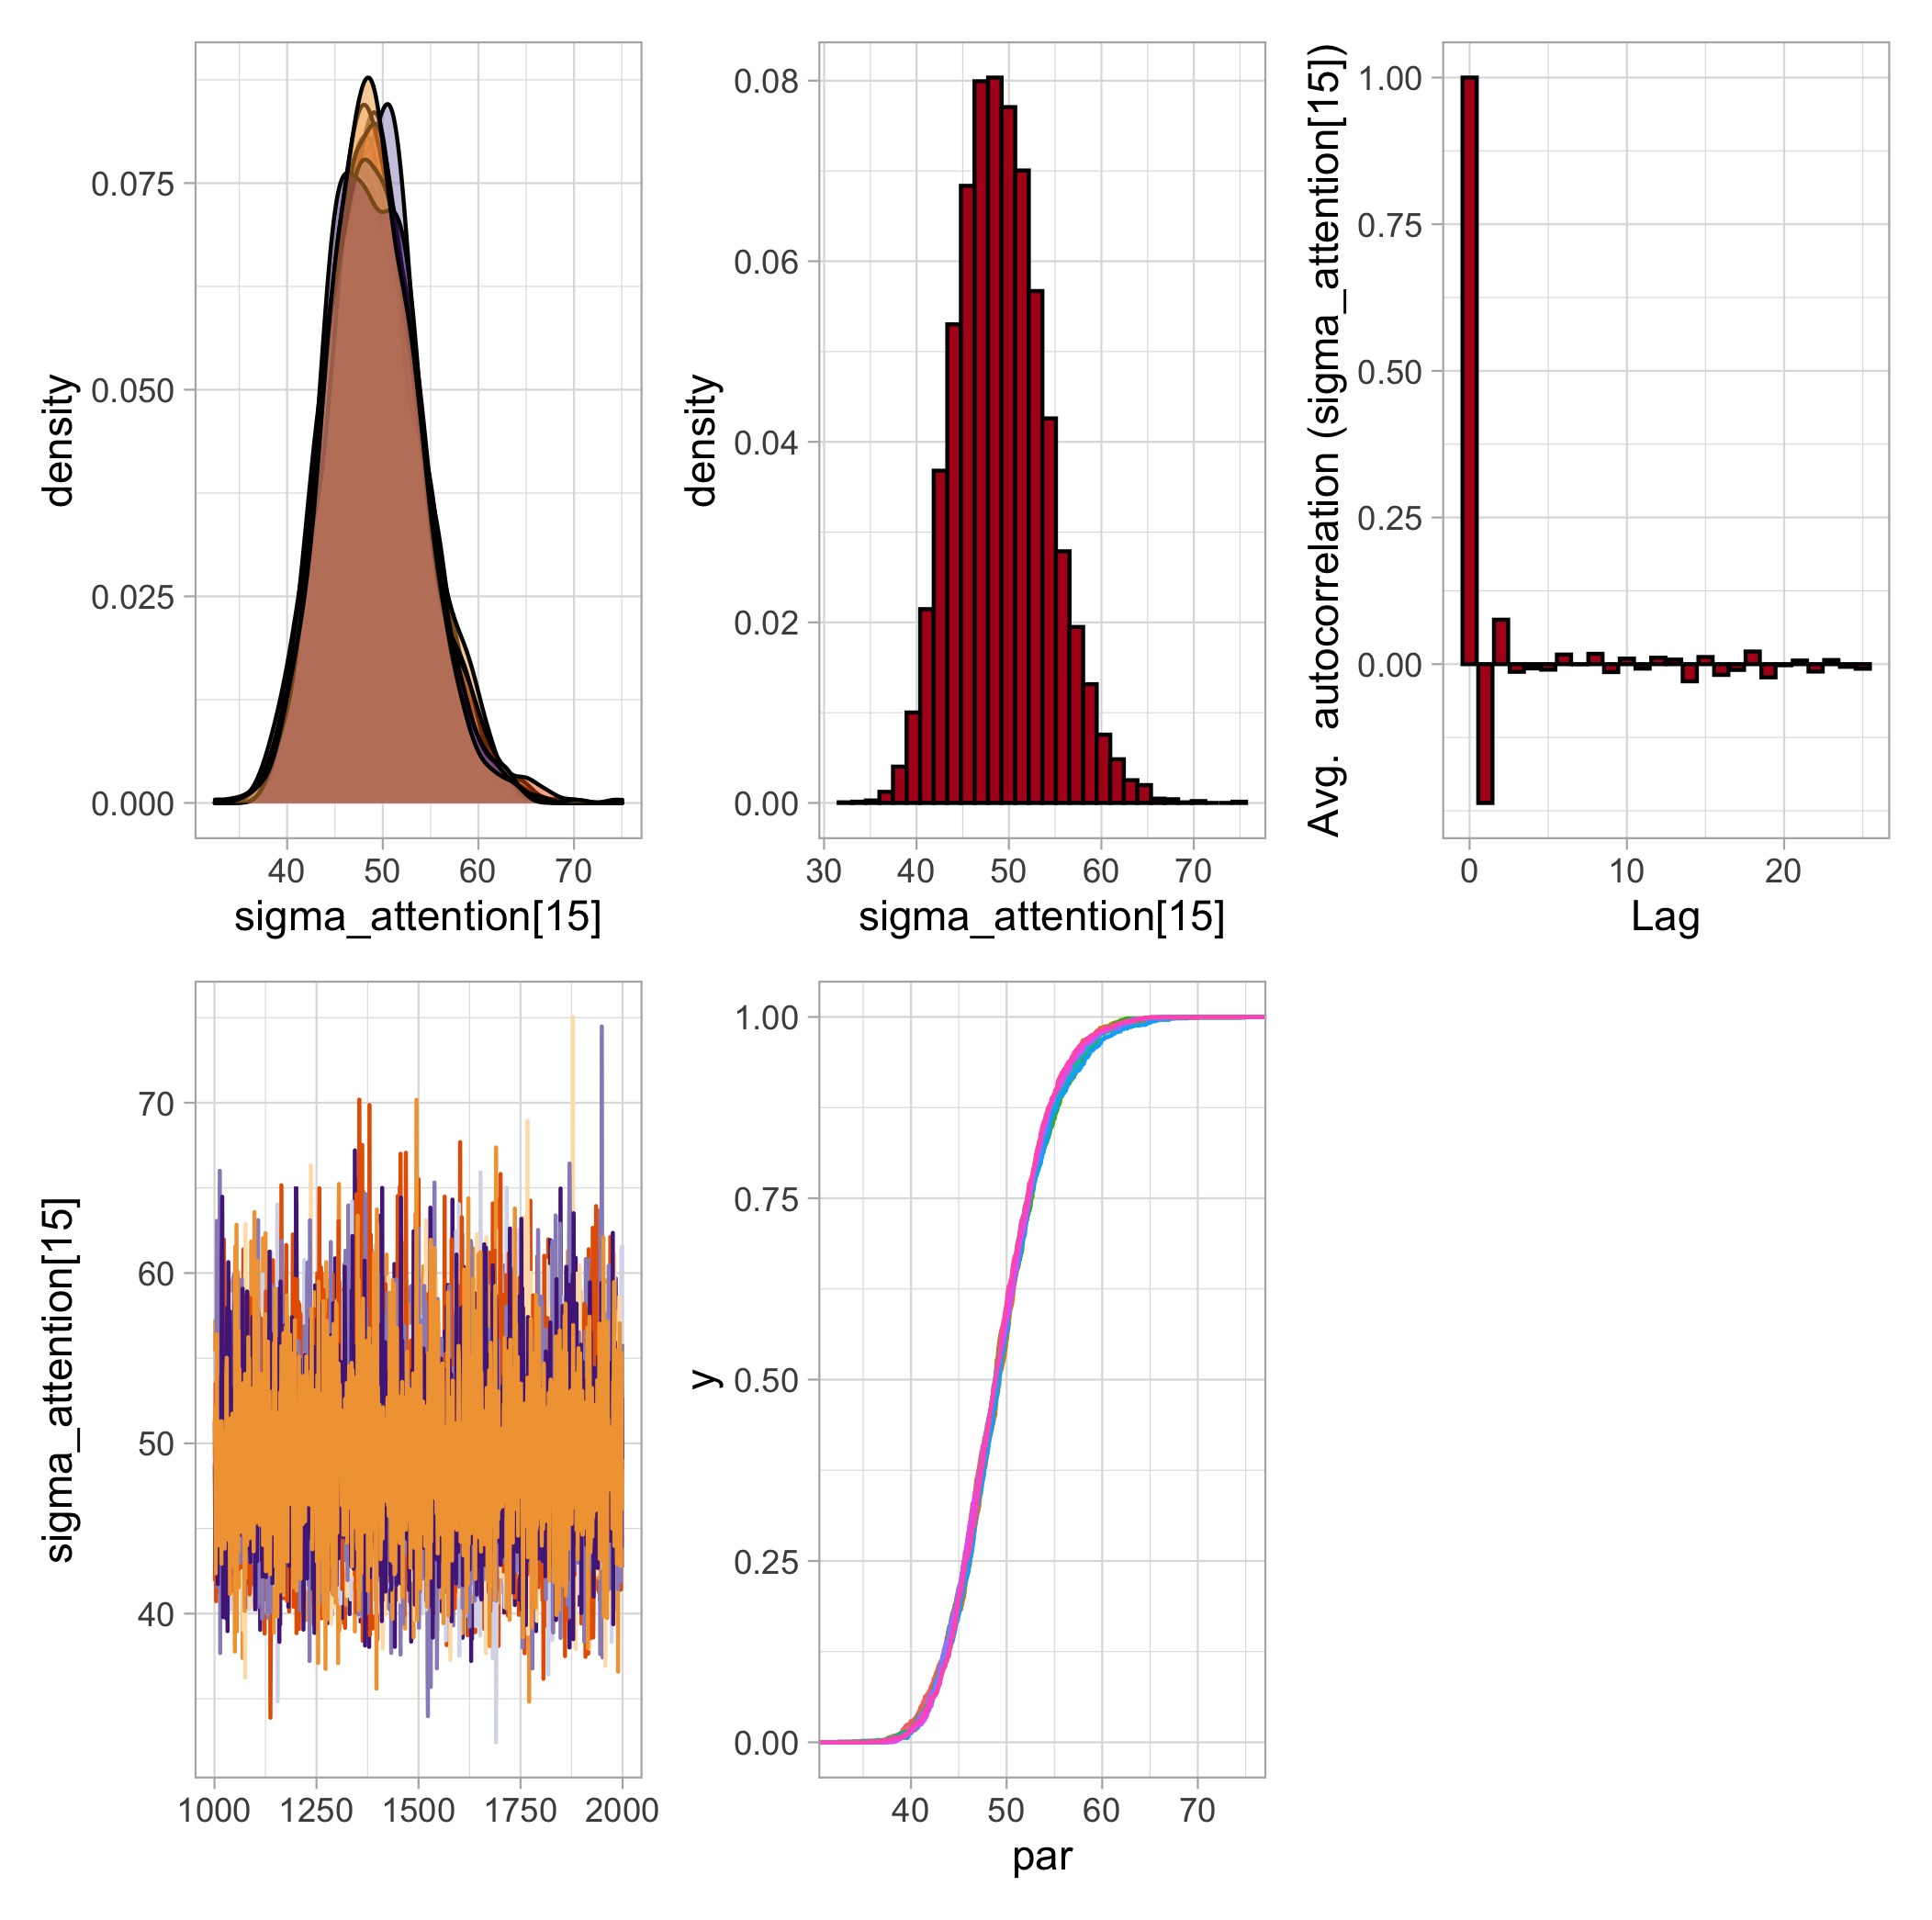 density
0.075
0.050
0.025
0.000
40 50 60 70
sigma_attention[15]
density
0.08
0.06
0.04
0.02
0.00
30 40 50 60 70
sigma_attention[15]
Avg. autocorrelation (sigma_attention[15])
1.00
0.75
0.50
0.25
0.00
0 10 20
Lag
sigma_attention[15]
70
60
50
40
1000 1250 1500 1750 2000
y
1.00
0.75
0.50
0.25
0.00
40 50 60 70
par